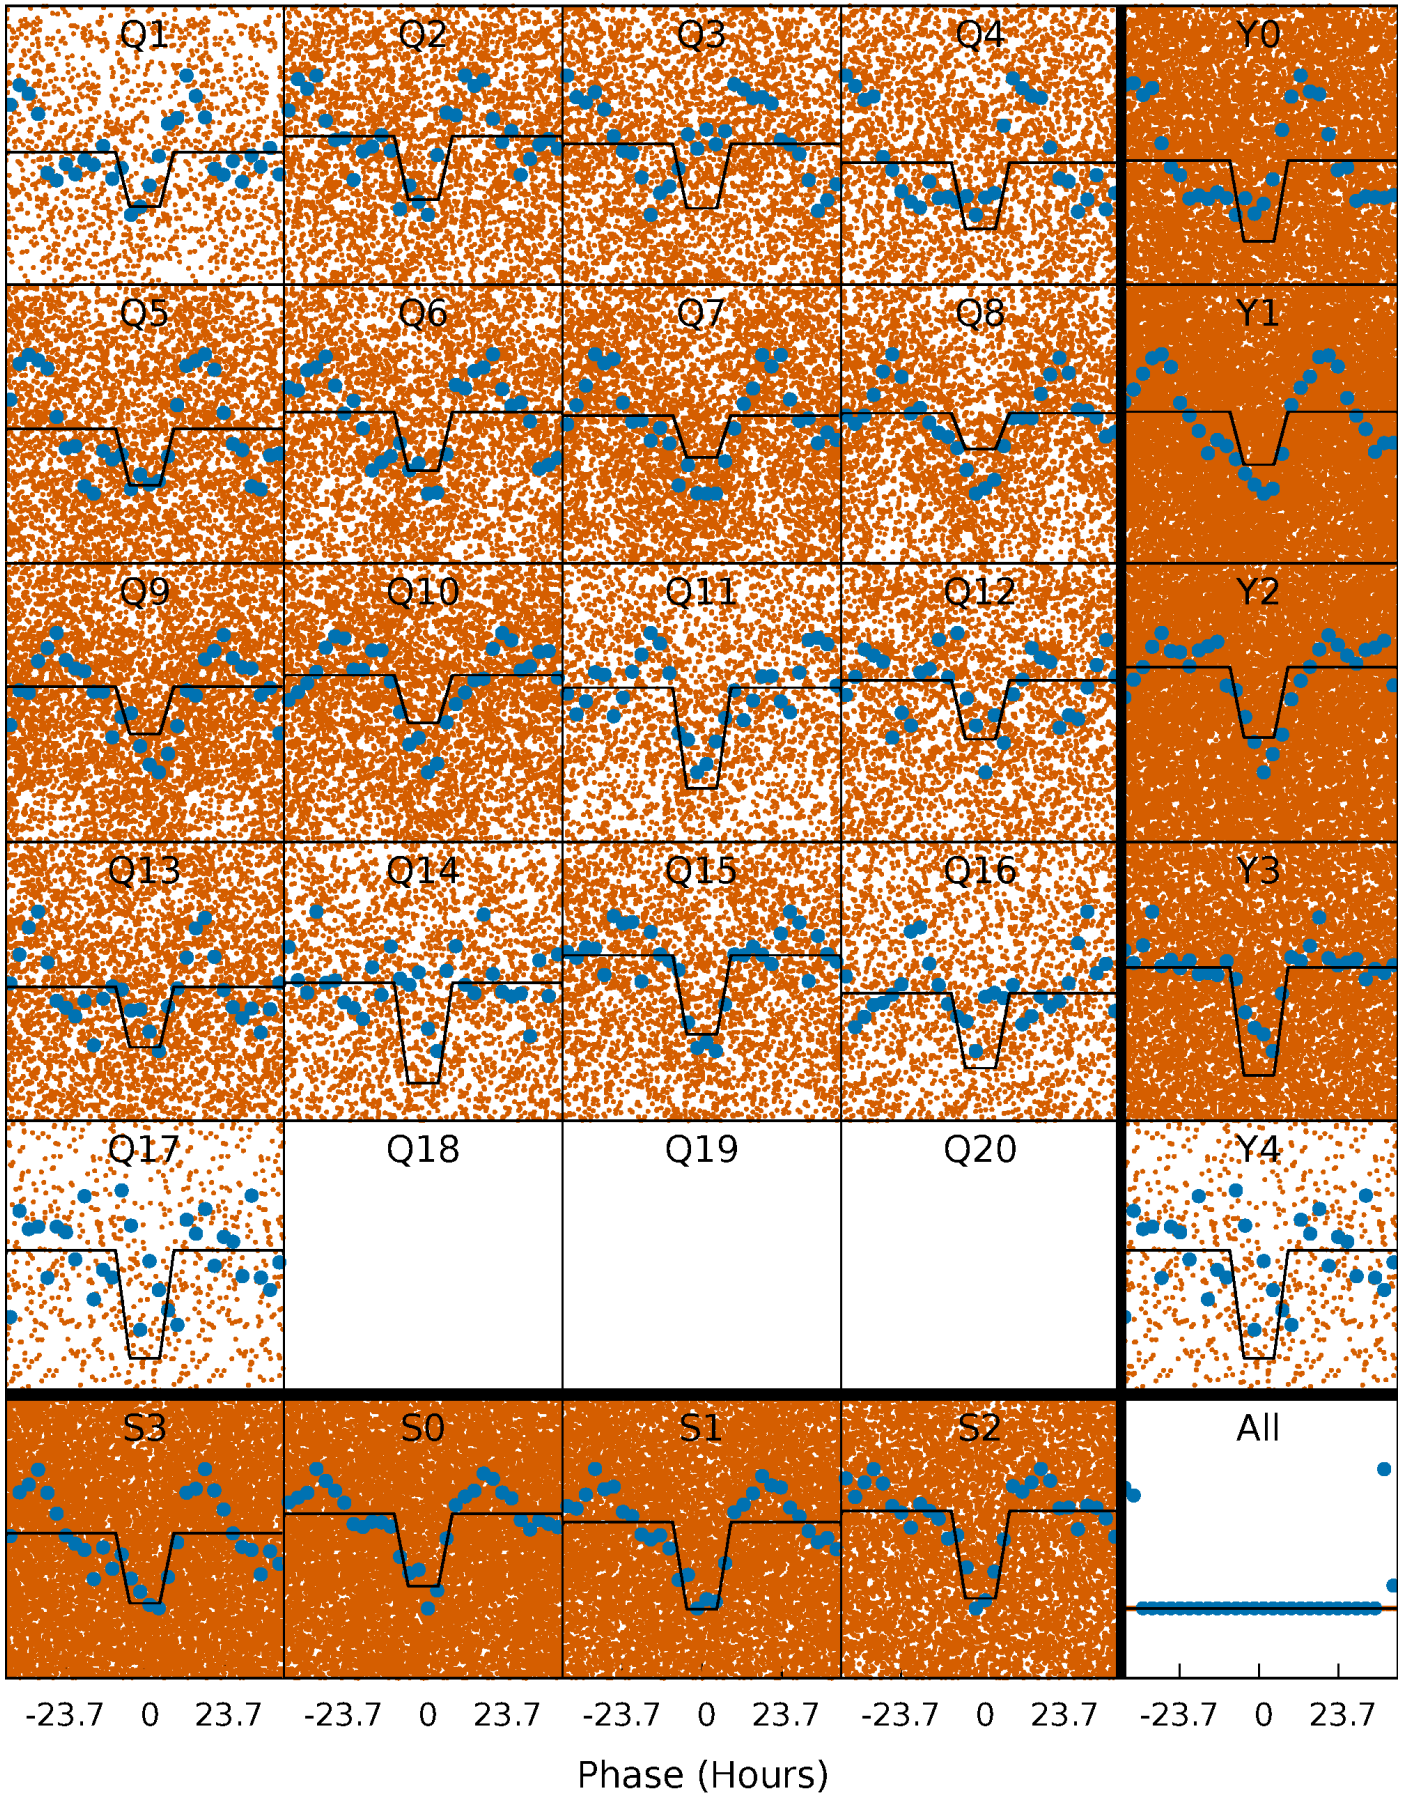 Q1 Q2 Q3 Q4 Y0
Q5 Q6 Q7 Q8 Y1
Q9 Q10 Q11 Q12 Y2
Q13 Q14 Q15 Q16 Y3
Q17 Q18 Q19 Q20 Y4
S3 S0 S1 S2 All
-23.7 0 23.7 -23.7 0 23.7 -23.7 0 23.7 -23.7 0 23.7 -23.7 0 23.7
Phase (Hours)